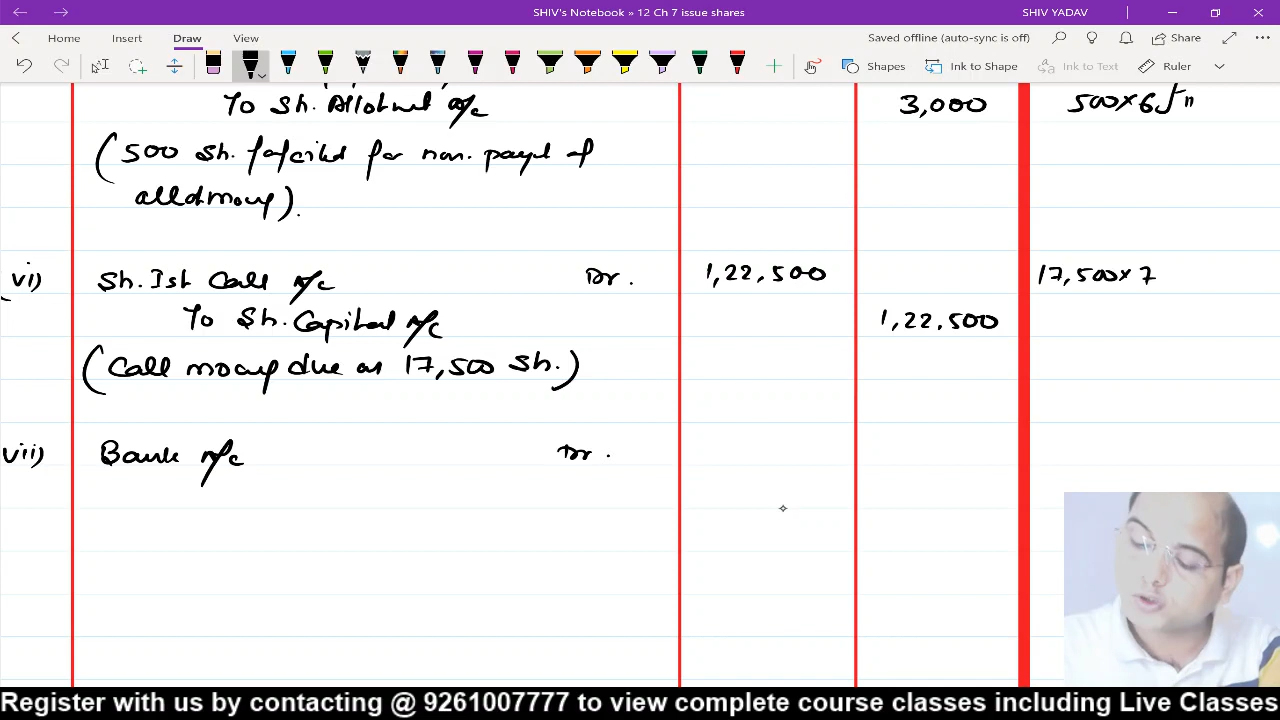 SHIV's Notebook » 12 Ch 7 issue shares
SHIV YADAV
Home Insert Draw View
Saved offline (auto-sync is off)
Share
Shapes
Ink to Shape
Ink to Text
Ruler
To Sh. Allotment A/c 3,000 500×6
(500 Sh. forfeited for non. payt of
allotmoney).
vi) Sh. Ist Call A/c Dr. 1,22,500 17,500×7
To Sh. Capital A/c 1,22,500
(Call money due on 17,500 Sh.)
vii) Bank A/c Dr.
Register with us by contacting @ 9261007777 to view complete course classes including Live Classes